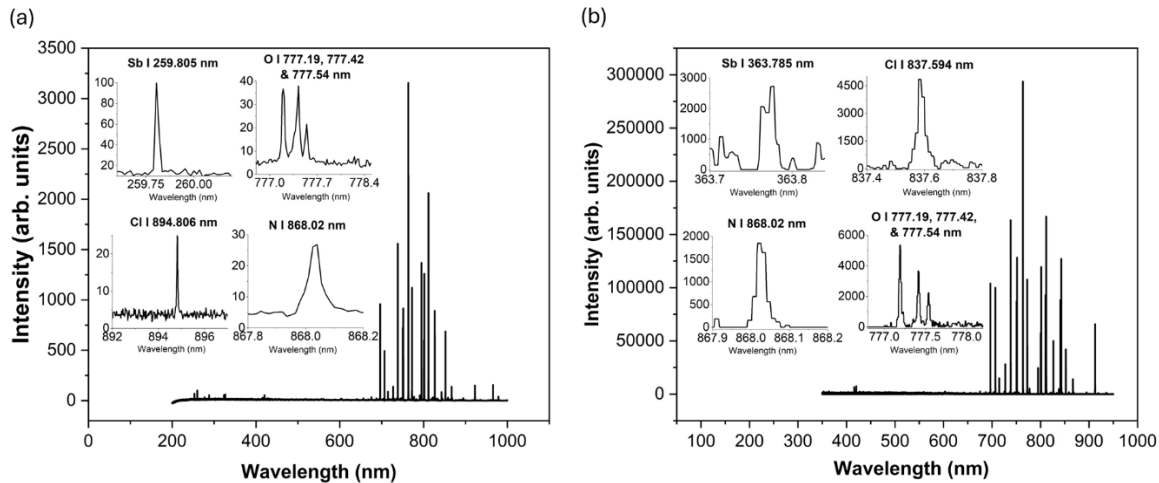 (a)
3500
3000
2500
2000
1500
1000
500
0
Intensity (arb. units)
0 200 400 600 800 1000
Wavelength (nm)
Sb I 259.805 nm
100
80
60
40
20
259.75 260.00
Wavelength (nm)
O I 777.19, 777.42
& 777.54 nm
40
30
20
10
0
777.0 777.7 778.4
Wavelength (nm)
Cl I 894.806 nm
20
10
0
892 894 896
Wavelength (nm)
N I 868.02 nm
30
20
10
0
867.8 868.0 868.2
Wavelength (nm)
(b)
300000
250000
200000
150000
100000
50000
0
Intensity (arb. units)
100 200 300 400 500 600 700 800 900 1000
Wavelength (nm)
Sb I 363.785 nm
3000
2000
1000
0
363.7 363.8
Wavelength (nm)
Cl I 837.594 nm
4500
3000
1500
0
837.4 837.6 837.8
Wavelength (nm)
N I 868.02 nm
2000
1500
1000
500
0
867.9 868.0 868.1 868.2
Wavelength (nm)
O I 777.19, 777.42,
& 777.54 nm
6000
4000
2000
0
777.0 777.5 778.0
Wavelength (nm)